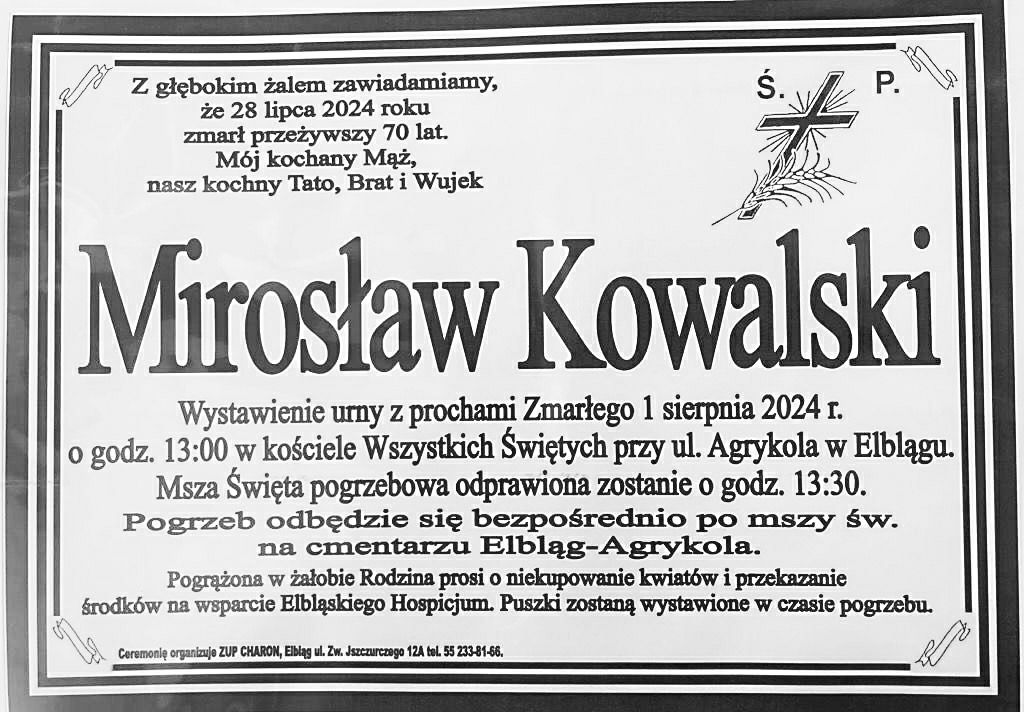 Z głębokim żalem zawiadamiamy,
że 28 lipca 2024 roku
zmarł przeżywszy 70 lat.
Mój kochany Mąż,
nasz kochny Tato, Brat i Wujek
Ś. P.
Mirosław Kowalski
Wystawienie urny z prochami Zmarłego 1 sierpnia 2024 r.
o godz. 13:00 w kościele Wszystkich Świętych przy ul. Agrykola w Elblągu.
Msza Święta pogrzebowa odprawiona zostanie o godz. 13:30.
Pogrzeb odbędzie się bezpośrednio po mszy św.
na cmentarzu Elbląg-Agrykola.
Pogrążona w żałobie Rodzina prosi o niekupowanie kwiatów i przekazanie
środków na wsparcie Elbląskiego Hospicjum. Puszki zostaną wystawione w czasie pogrzebu.
Ceremonię organizuje ZUP CHARON, Elbląg ul. Zw. Jszczurczego 12A tel. 55 233-81-66.